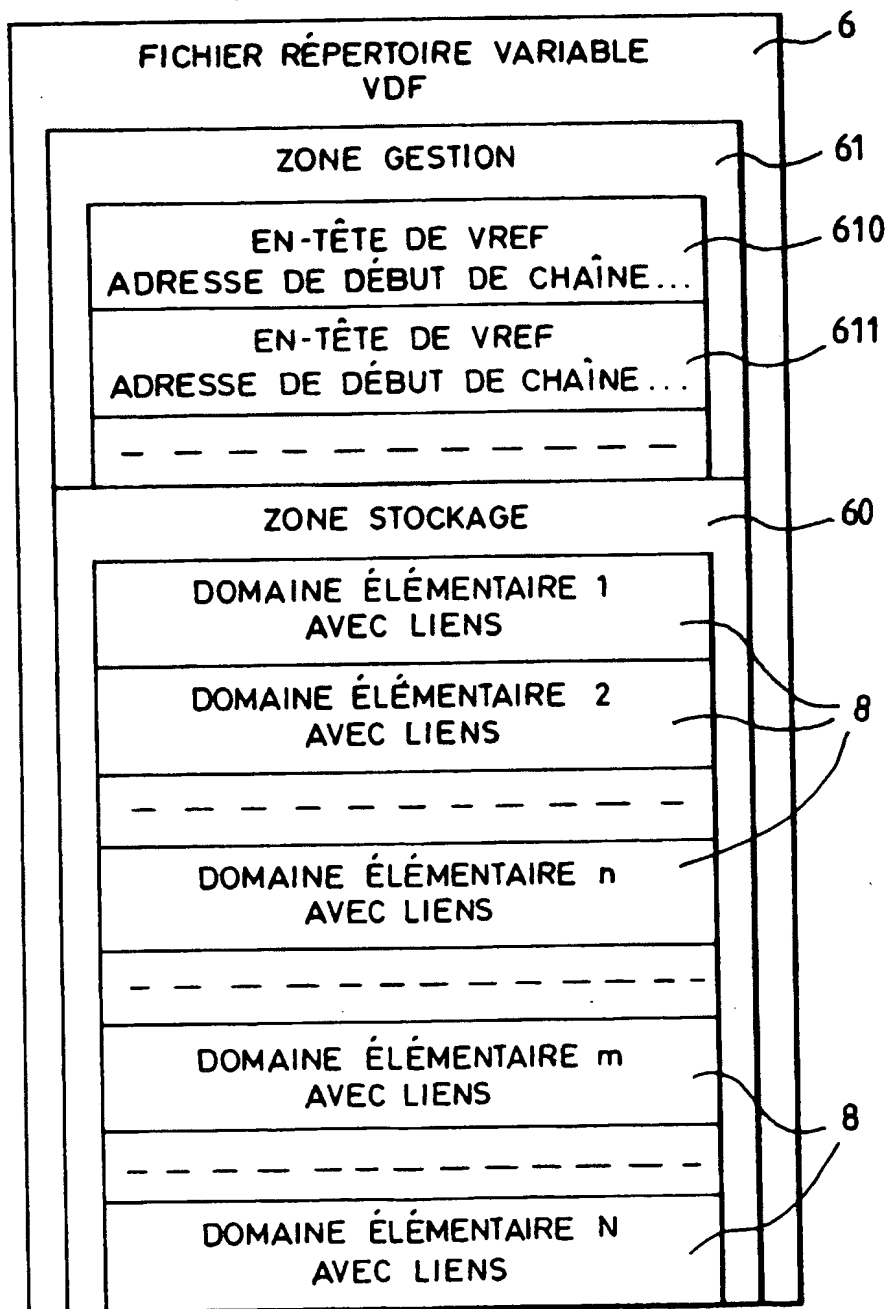 6
FICHIER RÉPERTOIRE VARIABLE
VDF
61
ZONE GESTION
610
EN-TÊTE DE VREF
ADRESSE DE DÉBUT DE CHAÎNE...
611
EN-TÊTE DE VREF
ADRESSE DE DÉBUT DE CHAÎNE...
60
ZONE STOCKAGE
DOMAINE ÉLÉMENTAIRE 1
AVEC LIENS
DOMAINE ÉLÉMENTAIRE 2
AVEC LIENS
8
DOMAINE ÉLÉMENTAIRE n
AVEC LIENS
DOMAINE ÉLÉMENTAIRE m
AVEC LIENS
8
DOMAINE ÉLÉMENTAIRE N
AVEC LIENS